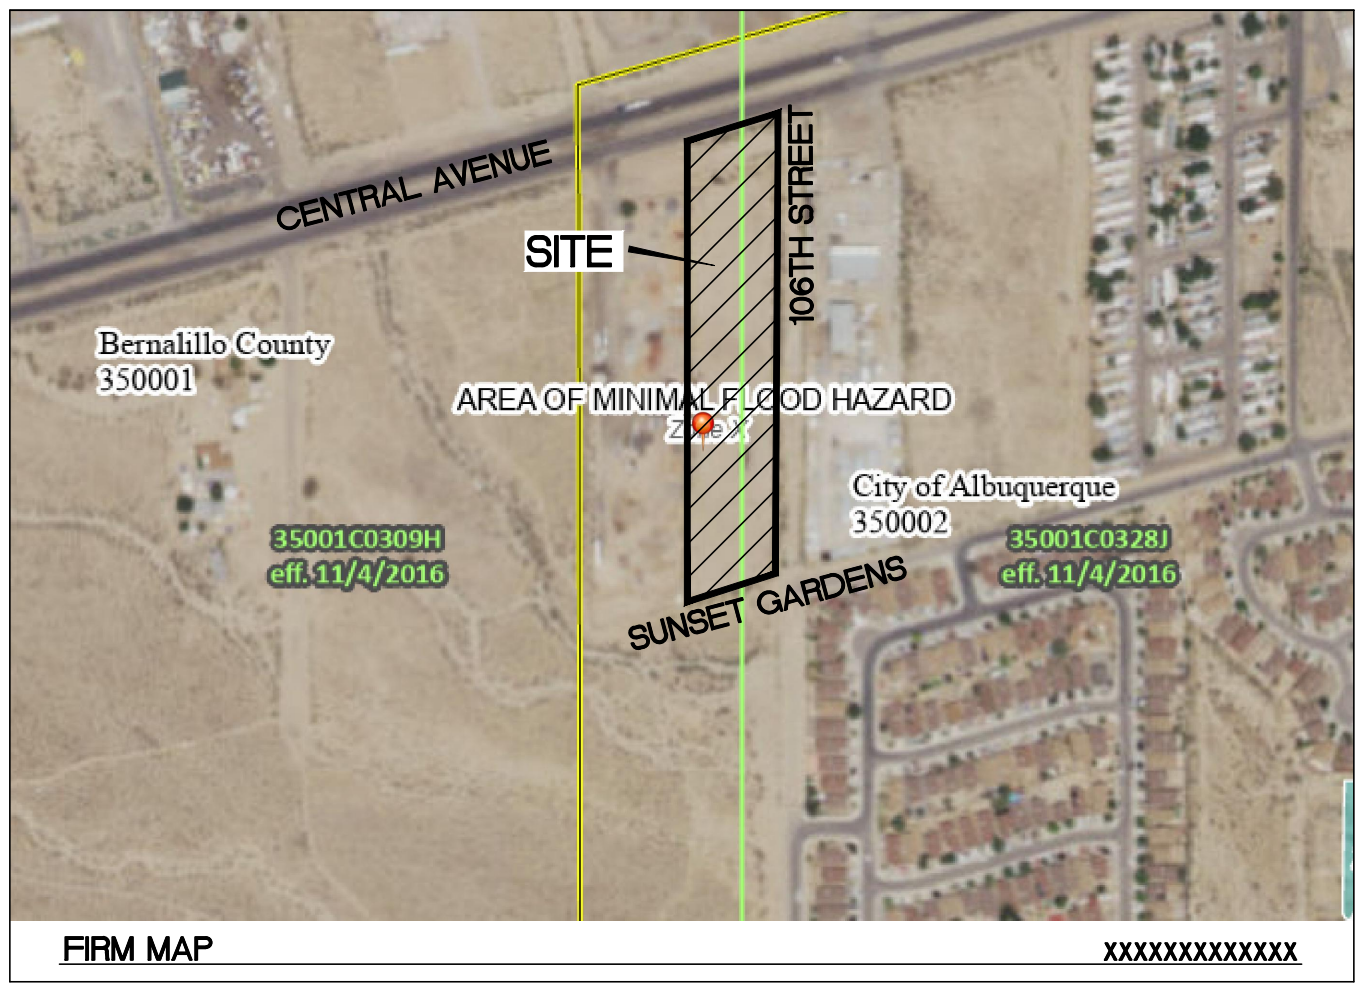 CENTRAL AVENUE
106TH STREET
SITE
Bernalillo County
350001
AREA OF MINIMAL FLOOD HAZARD
Zone X
City of Albuquerque
350002
35001C0309H
eff. 11/4/2016
35001C0328J
eff. 11/4/2016
SUNSET GARDENS
FIRM MAP
XXXXXXXXXXXXX